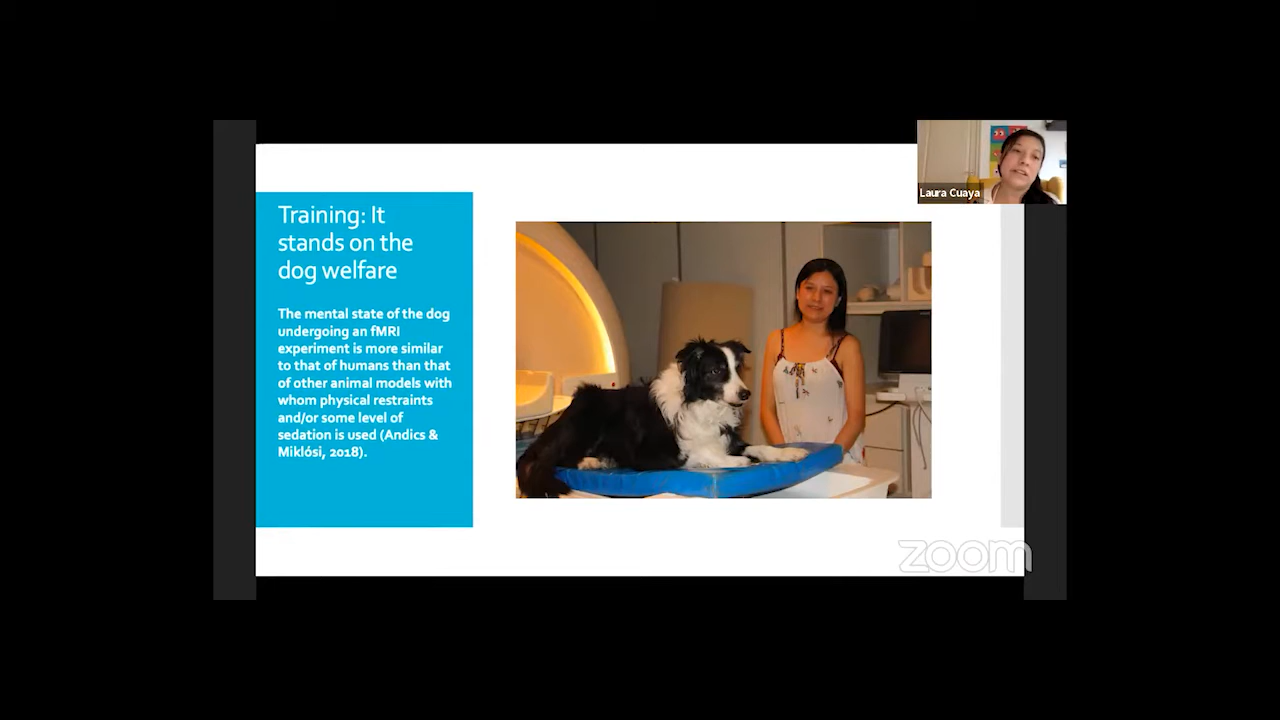 Training: It
stands on the
dog welfare
The mental state of the dog
undergoing an fMRI
experiment is more similar
to that of humans than that
of other animal models with
whom physical restraints
and/or some level of
sedation is used (Andics &
Miklósi, 2018).
Laura Cuaya
zoom